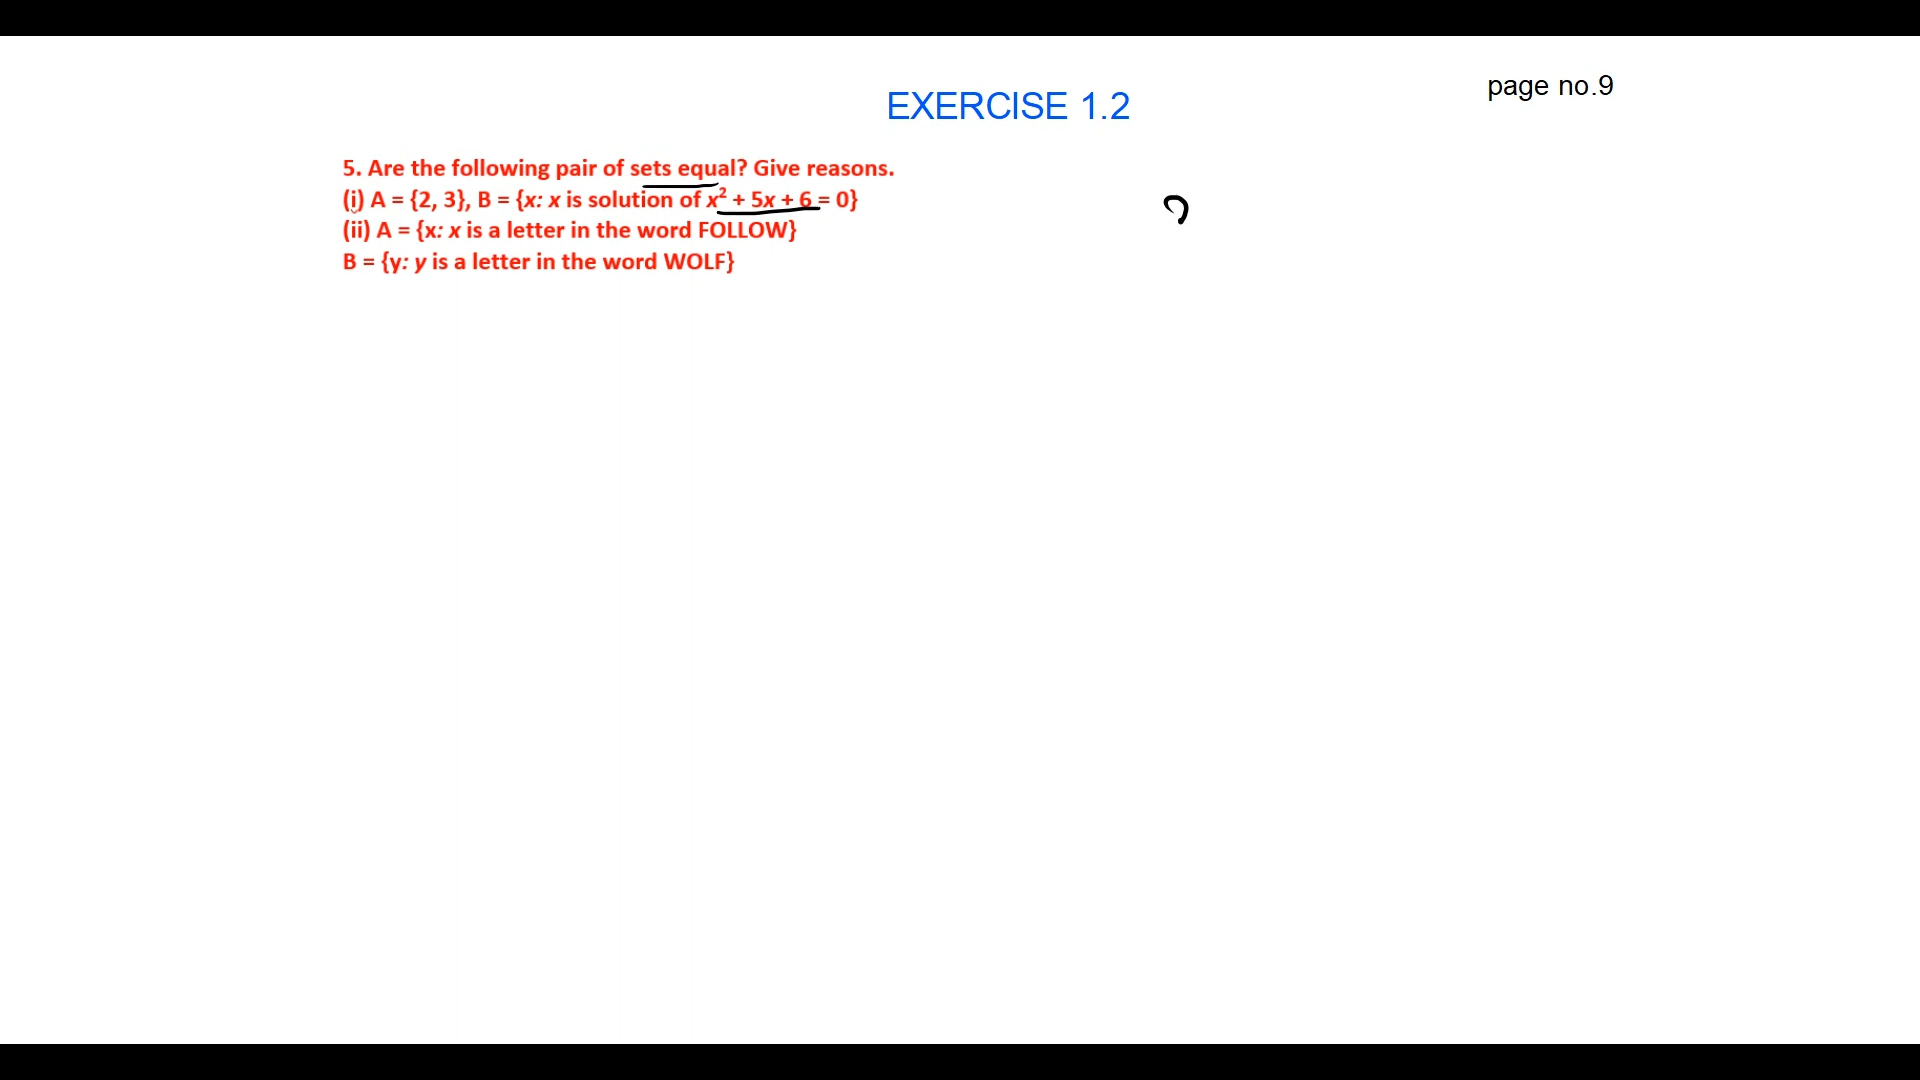 page no.9
EXERCISE 1.2
5. Are the following pair of sets equal? Give reasons.
(i) A = {2, 3}, B = {x: x is solution of x² + 5x + 6 = 0}
(ii) A = {x: x is a letter in the word FOLLOW}
B = {y: y is a letter in the word WOLF}